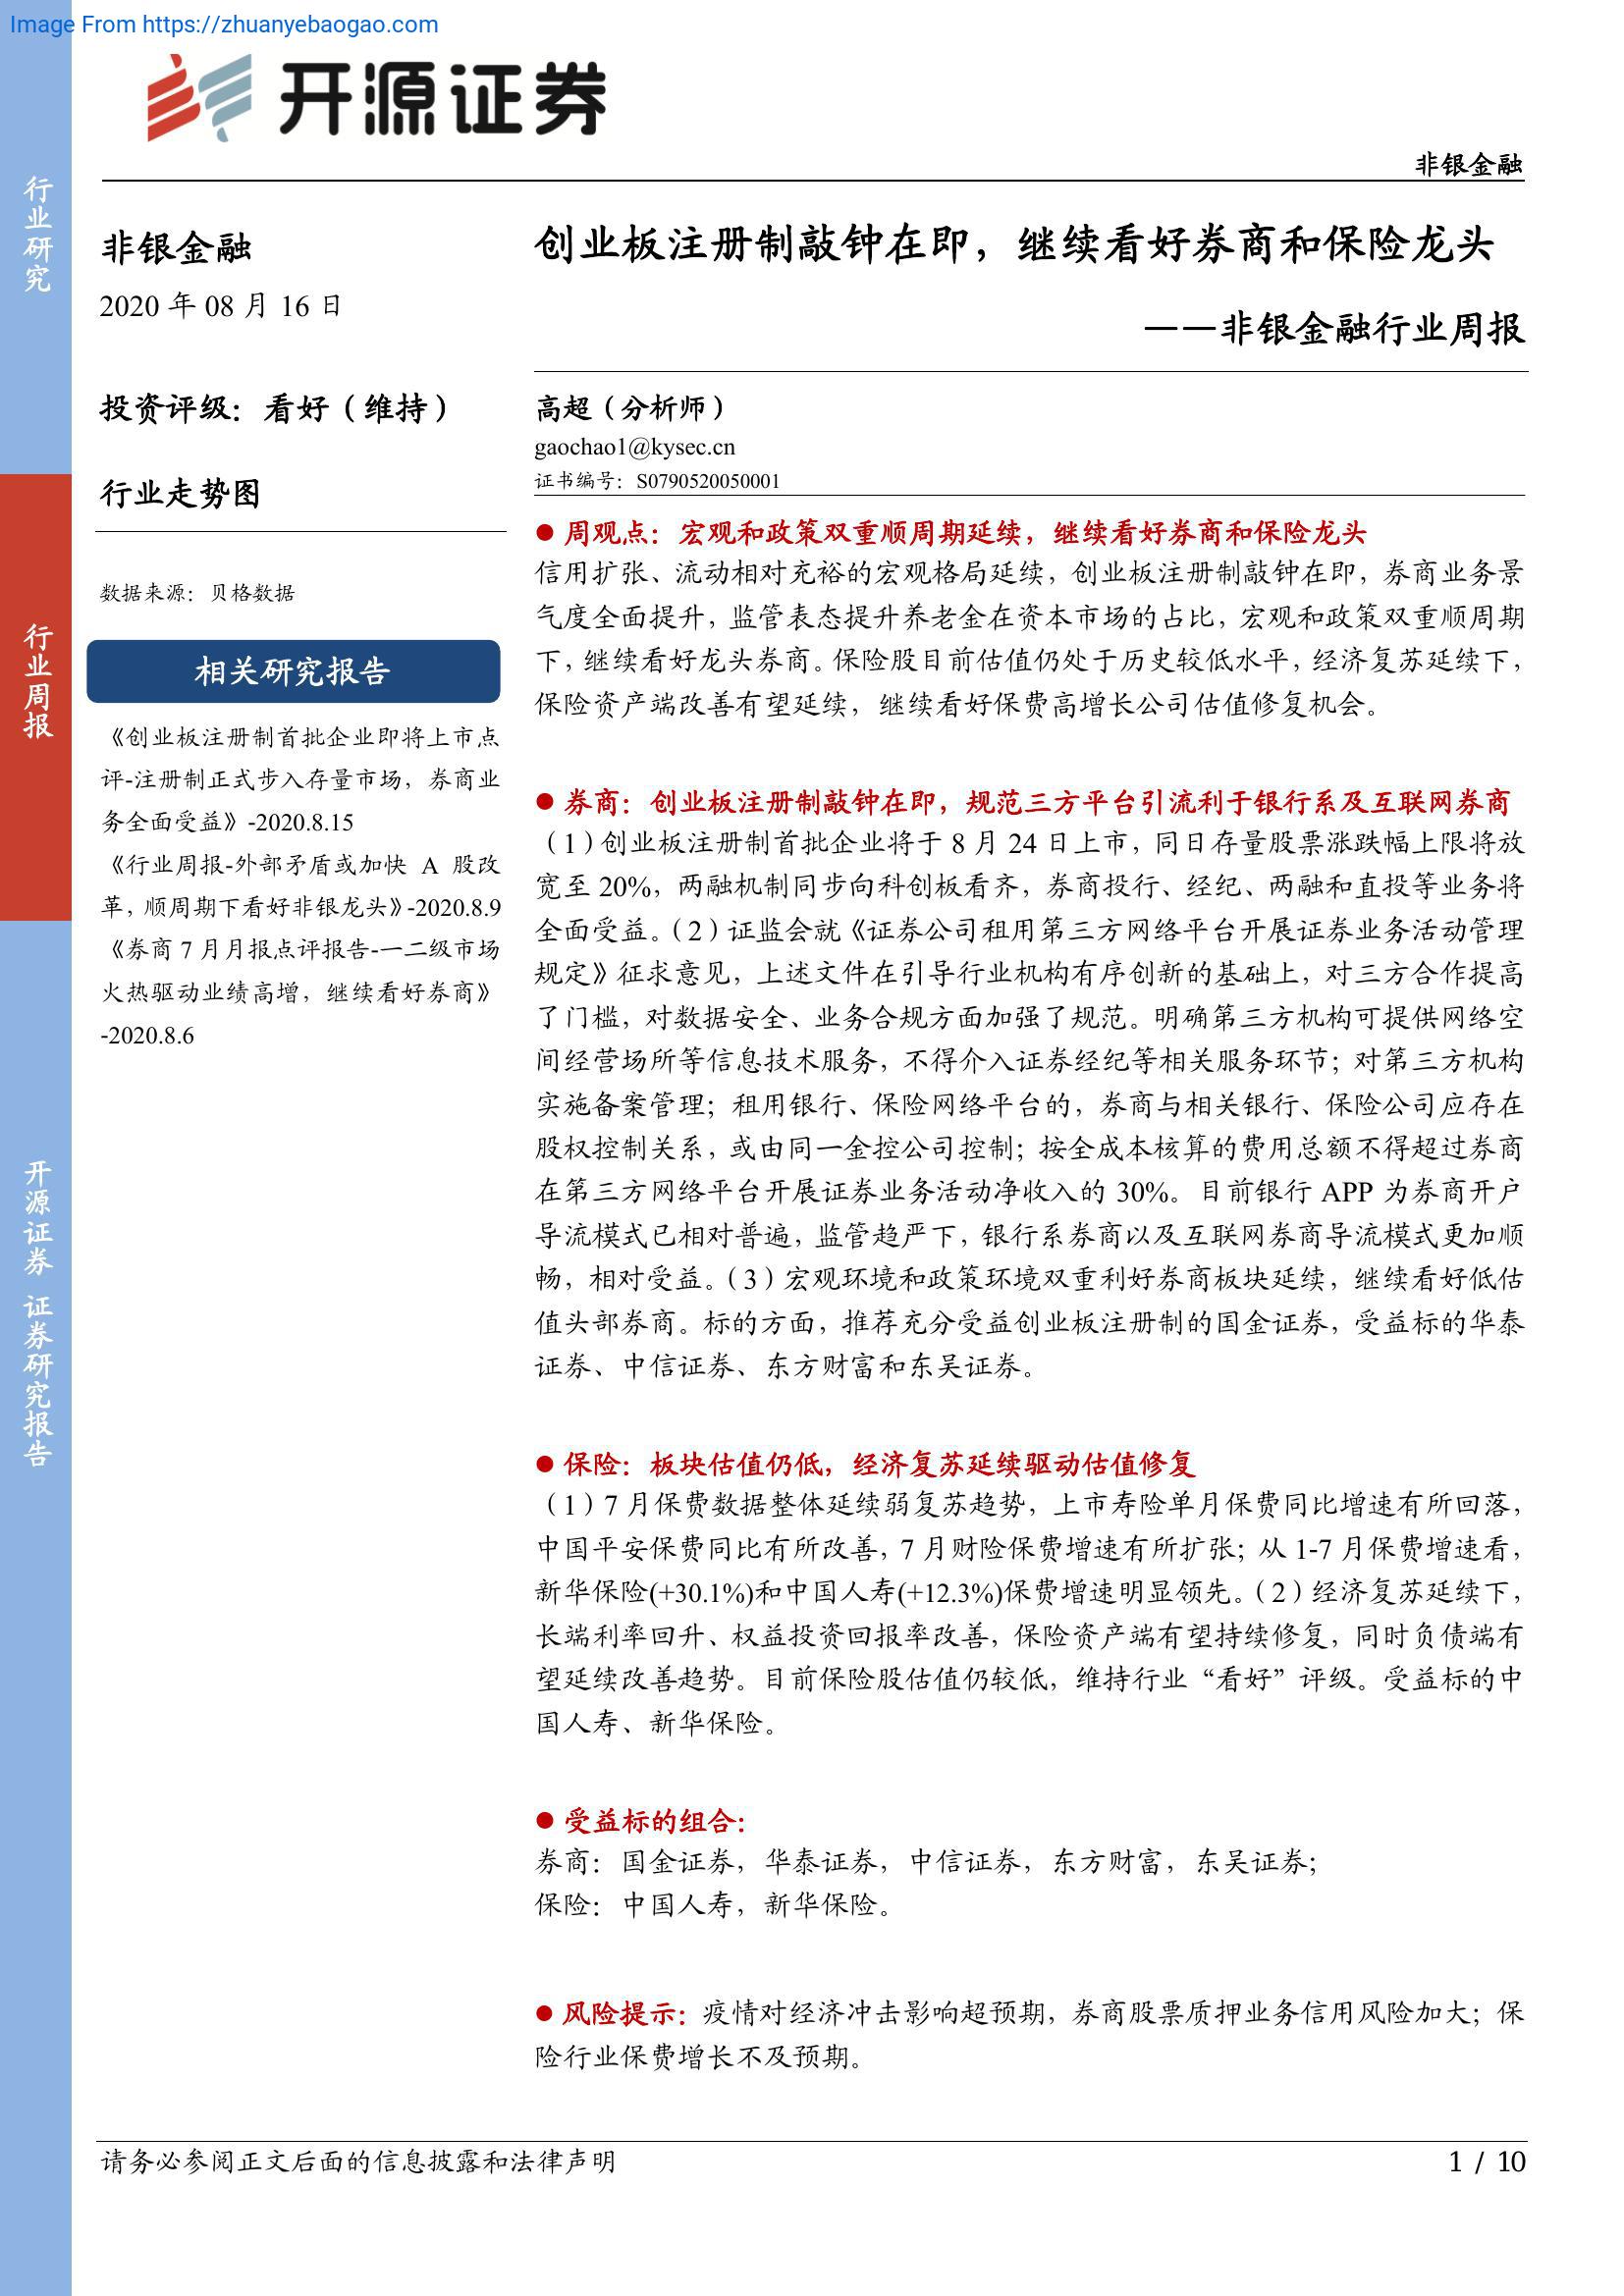 Image From https://zhuanyebaogao.com
开源证券
非银金融
行业研究
行业周报
开源证券 证券研究报告
非银金融
2020 年 08 月 16 日
投资评级：看好（维持）
行业走势图
数据来源：贝格数据
相关研究报告
《创业板注册制首批企业即将上市点
评-注册制正式步入存量市场，券商业
务全面受益》-2020.8.15
《行业周报-外部矛盾或加快 A 股改
革，顺周期下看好非银龙头》-2020.8.9
《券商 7 月月报点评报告-一二级市场
火热驱动业绩高增，继续看好券商》
-2020.8.6
创业板注册制敲钟在即，继续看好券商和保险龙头
——非银金融行业周报
高超（分析师）
gaochao1@kysec.cn
证书编号：S0790520050001
● 周观点：宏观和政策双重顺周期延续，继续看好券商和保险龙头
信用扩张、流动相对充裕的宏观格局延续，创业板注册制敲钟在即，券商业务景
气度全面提升，监管表态提升养老金在资本市场的占比，宏观和政策双重顺周期
下，继续看好龙头券商。保险股目前估值仍处于历史较低水平，经济复苏延续下，
保险资产端改善有望延续，继续看好保费高增长公司估值修复机会。
● 券商：创业板注册制敲钟在即，规范三方平台引流利于银行系及互联网券商
（1）创业板注册制首批企业将于 8 月 24 日上市，同日存量股票涨跌幅上限将放
宽至 20%，两融机制同步向科创板看齐，券商投行、经纪、两融和直投等业务将
全面受益。（2）证监会就《证券公司租用第三方网络平台开展证券业务活动管理
规定》征求意见，上述文件在引导行业机构有序创新的基础上，对三方合作提高
了门槛，对数据安全、业务合规方面加强了规范。明确第三方机构可提供网络空
间经营场所等信息技术服务，不得介入证券经纪等相关服务环节；对第三方机构
实施备案管理；租用银行、保险网络平台的，券商与相关银行、保险公司应存在
股权控制关系，或由同一金控公司控制；按全成本核算的费用总额不得超过券商
在第三方网络平台开展证券业务活动净收入的 30%。目前银行 APP 为券商开户
导流模式已相对普遍，监管趋严下，银行系券商以及互联网券商导流模式更加顺
畅，相对受益。（3）宏观环境和政策环境双重利好券商板块延续，继续看好低估
值头部券商。标的方面，推荐充分受益创业板注册制的国金证券，受益标的华泰
证券、中信证券、东方财富和东吴证券。
● 保险：板块估值仍低，经济复苏延续驱动估值修复
（1）7 月保费数据整体延续弱复苏趋势，上市寿险单月保费同比增速有所回落，
中国平安保费同比有所改善，7 月财险保费增速有所扩张；从 1-7 月保费增速看，
新华保险(+30.1%)和中国人寿(+12.3%)保费增速明显领先。（2）经济复苏延续下，
长端利率回升、权益投资回报率改善，保险资产端有望持续修复，同时负债端有
望延续改善趋势。目前保险股估值仍较低，维持行业“看好”评级。受益标的中
国人寿、新华保险。
● 受益标的组合：
券商：国金证券，华泰证券，中信证券，东方财富，东吴证券；
保险：中国人寿，新华保险。
● 风险提示：疫情对经济冲击影响超预期，券商股票质押业务信用风险加大；保
险行业保费增长不及预期。
请务必参阅正文后面的信息披露和法律声明
1 / 10